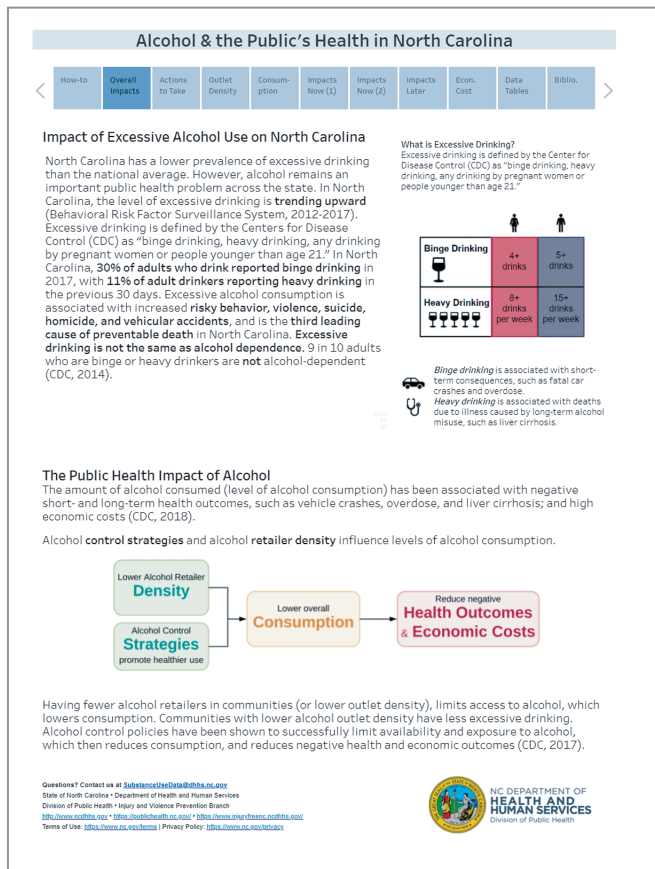 Alcohol & the Public's Health in North Carolina
How-to
Overall
Impacts
Actions
to Take
Outlet
Density
Consum-
ption
Impacts
Now (1)
Impacts
Now (2)
Impacts
Later
Econ.
Cost
Data
Tables
Biblio.
Impact of Excessive Alcohol Use on North Carolina
North Carolina has a lower prevalence of excessive drinking
than the national average. However, alcohol remains an
important public health problem across the state. In North
Carolina, the level of excessive drinking is trending upward
(Behavioral Risk Factor Surveillance System, 2012-2017).
Excessive drinking is defined by the Centers for Disease
Control (CDC) as “binge drinking, heavy drinking, any drinking
by pregnant women or people younger than age 21.” In North
Carolina, 30% of adults who drink reported binge drinking in
2017, with 11% of adult drinkers reporting heavy drinking in
the previous 30 days. Excessive alcohol consumption is
associated with increased risky behavior, violence, suicide,
homicide, and vehicular accidents, and is the third leading
cause of preventable death in North Carolina. Excessive
drinking is not the same as alcohol dependence. 9 in 10 adults
who are binge or heavy drinkers are not alcohol-dependent
(CDC, 2014).
What is Excessive Drinking?
Excessive drinking is defined by the Center for
Disease Control (CDC) as “binge drinking, heavy
drinking, any drinking by pregnant women or
people younger than age 21.”
Binge Drinking
4+
drinks
5+
drinks
Heavy Drinking
8+
drinks
per week
15+
drinks
per week
Binge drinking is associated with short-
term consequences, such as fatal car
crashes and overdose.
Heavy drinking is associated with deaths
due to illness caused by long-term alcohol
misuse, such as liver cirrhosis.
The Public Health Impact of Alcohol
The amount of alcohol consumed (level of alcohol consumption) has been associated with negative
short- and long-term health outcomes, such as vehicle crashes, overdose, and liver cirrhosis; and high
economic costs (CDC, 2018).
Alcohol control strategies and alcohol retailer density influence levels of alcohol consumption.
Lower Alcohol Retailer
Density
Alcohol Control
Strategies
promote healthier use
Lower overall
Consumption
Reduce negative
Health Outcomes
& Economic Costs
Having fewer alcohol retailers in communities (or lower outlet density), limits access to alcohol, which
lowers consumption. Communities with lower alcohol outlet density have less excessive drinking.
Alcohol control policies have been shown to successfully limit availability and exposure to alcohol,
which then reduces consumption, and reduces negative health and economic outcomes (CDC, 2017).
Questions? Contact us at SubstanceUseData@dhhs.nc.gov
State of North Carolina • Department of Health and Human Services
Division of Public Health • Injury and Violence Prevention Branch
http://www.ncdhhs.gov • https://publichealth.nc.gov/ • https://www.injuryfreenc.ncdhhs.gov/
Terms of Use: https://www.nc.gov/terms | Privacy Policy: https://www.nc.gov/privacy
NC DEPARTMENT OF
HEALTH AND
HUMAN SERVICES
Division of Public Health